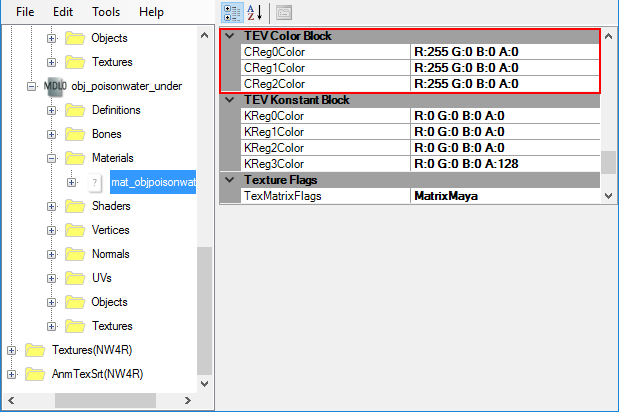 File Edit Tools Help
Objects
Textures
MDL0 obj_poisonwater_under
Definitions
Bones
Materials
? mat_objpoisonwat
Shaders
Vertices
Normals
UVs
Objects
Textures
Textures(NW4R)
AnmTexSrt(NW4R)
A
Z
TEV Color Block
CReg0Color R:255 G:0 B:0 A:0
CReg1Color R:255 G:0 B:0 A:0
CReg2Color R:255 G:0 B:0 A:0
TEV Konstant Block
KReg0Color R:0 G:0 B:0 A:0
KReg1Color R:0 G:0 B:0 A:0
KReg2Color R:0 G:0 B:0 A:0
KReg3Color R:0 G:0 B:0 A:128
Texture Flags
TexMatrixFlags MatrixMaya